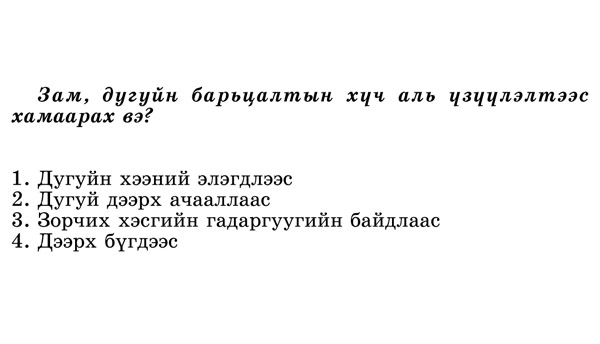 Зам, дугуйн барьцалтын хүч аль үзүүлэлтээс
хамаарах вэ?
1. Дугуйн хээний элэгдлээс
2. Дугуй дээрх ачааллаас
3. Зорчих хэсгийн гадаргуугийн байдлаас
4. Дээрх бүгдээс